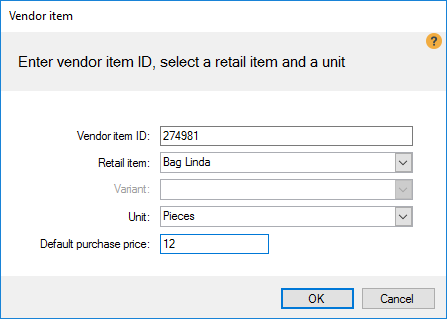 Vendor item
?
Enter vendor item ID, select a retail item and a unit
Vendor item ID: 274981
Retail item: Bag Linda
Variant:
Unit: Pieces
Default purchase price: 12
OK Cancel